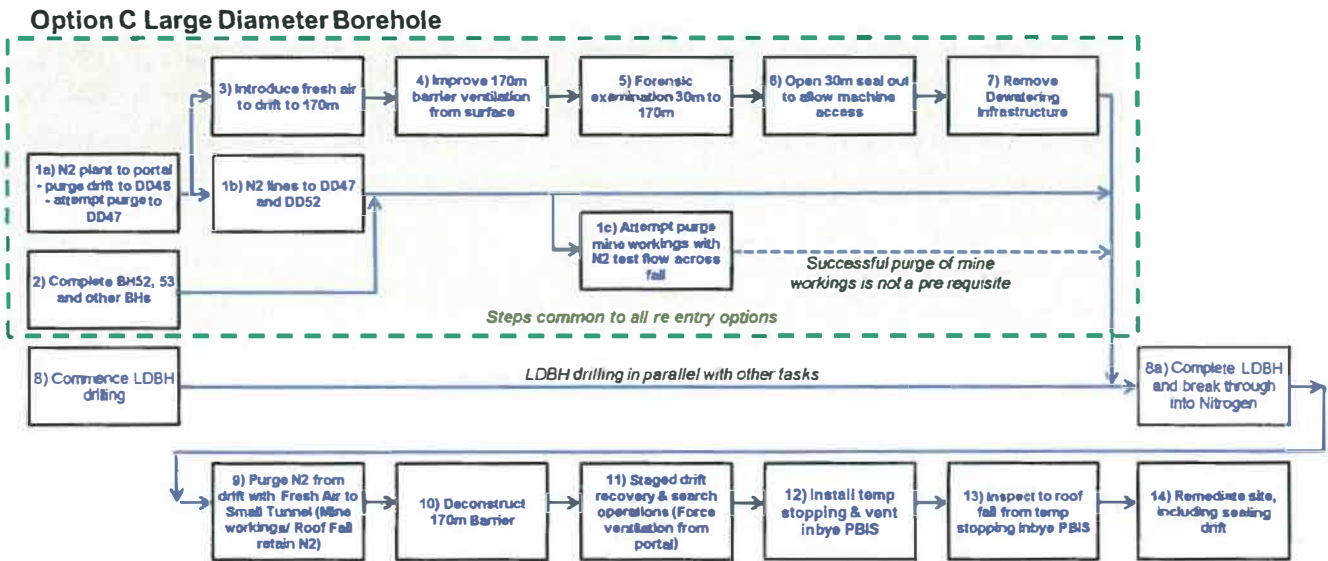 Option C Large Diameter Borehole
3) Introduce fresh air
to drift to 170m
4) Improve 170m
barrier ventilation
from surface
5) Forensic
examination 30m to
170m
6) Open 30m seal out
to allow machine
access
7) Remove
Dewatering
Infrastructure
1a) N2 plant to portal
- purge drift to DD48
- attempt purge to
DD47
1b) N2 lines to DD47
and DD52
1c) Attempt purge
mine workings with
N2 test flow across
fall
Successful purge of mine
workings is not a pre requisite
2) Complete BH52, 53
and other BHs
Steps common to all re entry options
8) Commence LDBH
drilling
LDBH drilling in parallel with other tasks
8a) Complete LDBH
and break through
into Nitrogen
9) Purge N2 from
drift with Fresh Air to
Small Tunnel (Mine
workings/ Roof Fall
retain N2)
10) Deconstruct
170m Barrier
11) Staged drift
recovery & search
operations (Force
ventilation from
portal)
12) Install temp
stopping & vent
inbye PBIS
13) Inspect to roof
fall from temp
stopping inbye PBIS
14) Remediate site,
including sealing
drift